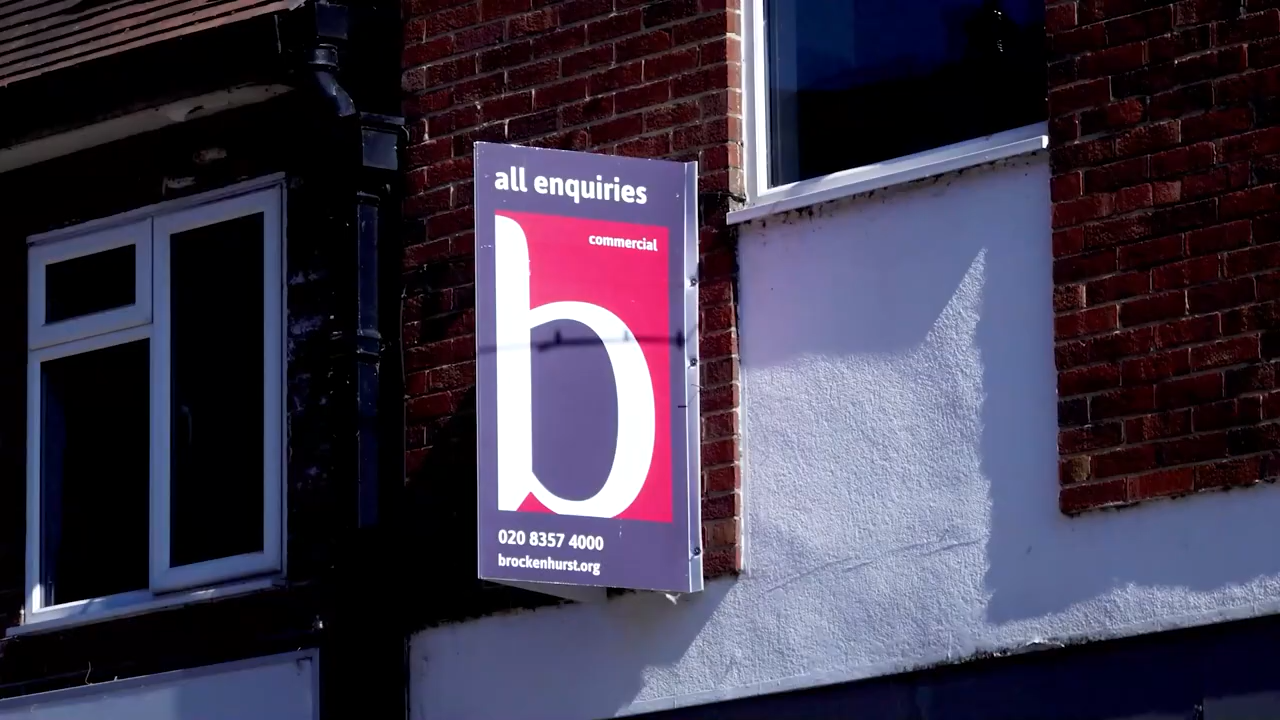 all enquiries
commercial
b
020 8357 4000
brockenhurst.org